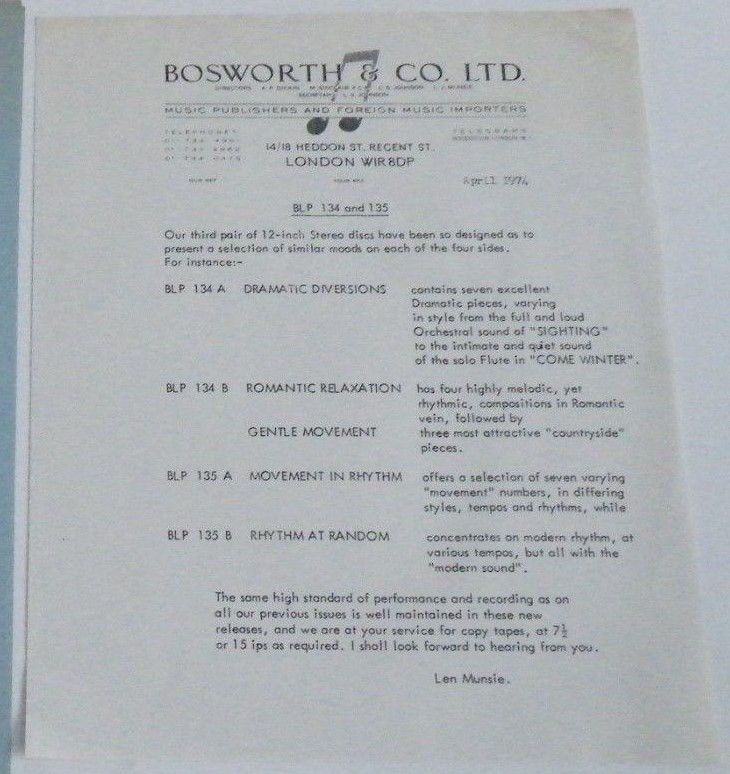 BOSWORTH & CO. LTD.
MUSIC PUBLISHERS AND FOREIGN MUSIC IMPORTERS
TELEPHONES
TELEGRAMS
14/18 HEDDON ST. REGENT ST.
LONDON W1R 8DP
April 1974
BLP 134 and 135
Our third pair of 12-inch Stereo discs have been so designed as to
present a selection of similar moods on each of the four sides.
For instance:-
BLP 134 A DRAMATIC DIVERSIONS contains seven excellent
Dramatic pieces, varying
in style from the full and loud
Orchestral sound of "SIGHTING"
to the intimate and quiet sound
of the solo Flute in "COME WINTER".
BLP 134 B ROMANTIC RELAXATION has four highly melodic, yet
rhythmic, compositions in Romantic
vein, followed by
GENTLE MOVEMENT three most attractive "countryside"
pieces.
BLP 135 A MOVEMENT IN RHYTHM offers a selection of seven varying
"movement" numbers, in differing
styles, tempos and rhythms, while
BLP 135 B RHYTHM AT RANDOM concentrates on modern rhythm, at
various tempos, but all with the
"modern sound".
The same high standard of performance and recording as on
all our previous issues is well maintained in these new
releases, and we are at your service for copy tapes, at 7½
or 15 ips as required. I shall look forward to hearing from you.
Len Munsie.